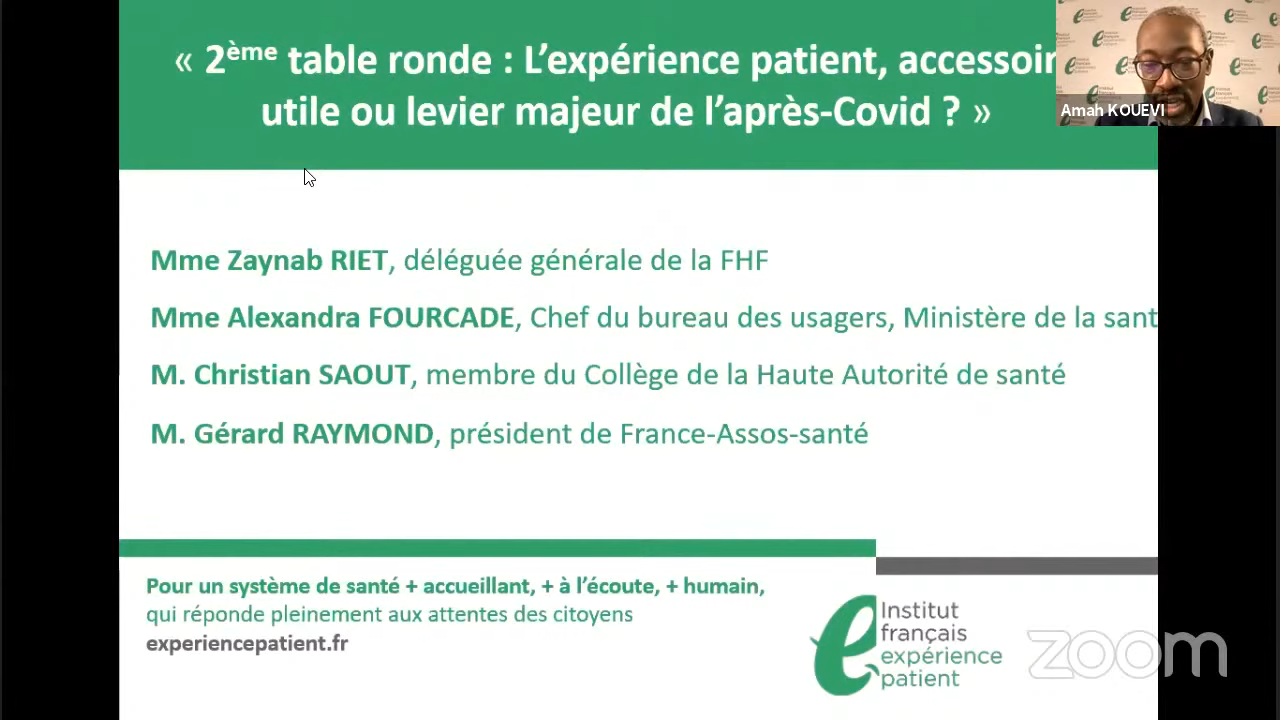 « 2ème table ronde : L’expérience patient, accessoir
utile ou levier majeur de l’après-Covid ? »
Amah KOUEVI
Mme Zaynab RIET, déléguée générale de la FHF
Mme Alexandra FOURCADE, Chef du bureau des usagers, Ministère de la sant
M. Christian SAOUT, membre du Collège de la Haute Autorité de santé
M. Gérard RAYMOND, président de France-Assos-santé
Pour un système de santé + accueillant, + à l’écoute, + humain,
qui réponde pleinement aux attentes des citoyens
experiencepatient.fr
Institut
français
expérience
patient
zoom